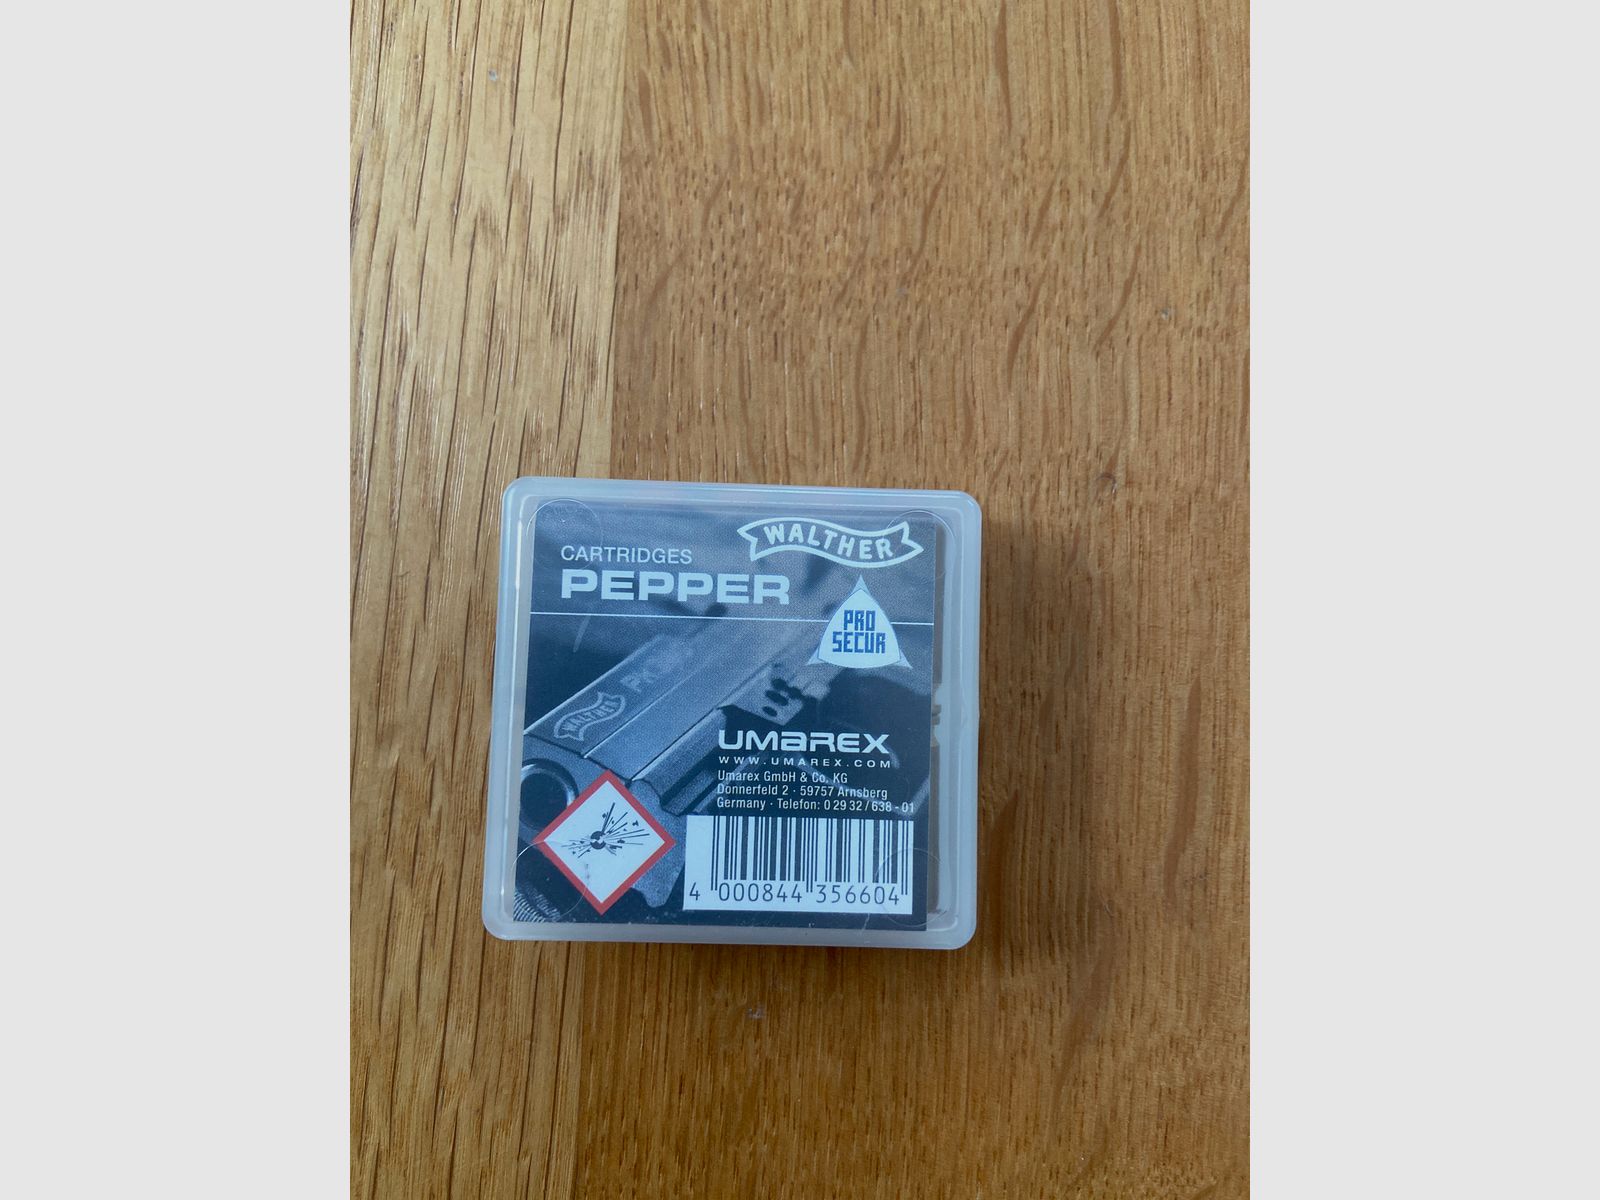 WALTHER
CARTRIDGES
PEPPER
PRO
SECUR
WALTHER
UMAREX
WWW.UMAREX.COM
Umarex GmbH & Co. KG
Donnerfeld 2 · 59757 Arnsberg
Germany · Telefon: 0 29 32 / 638 - 01
4 000844 356604